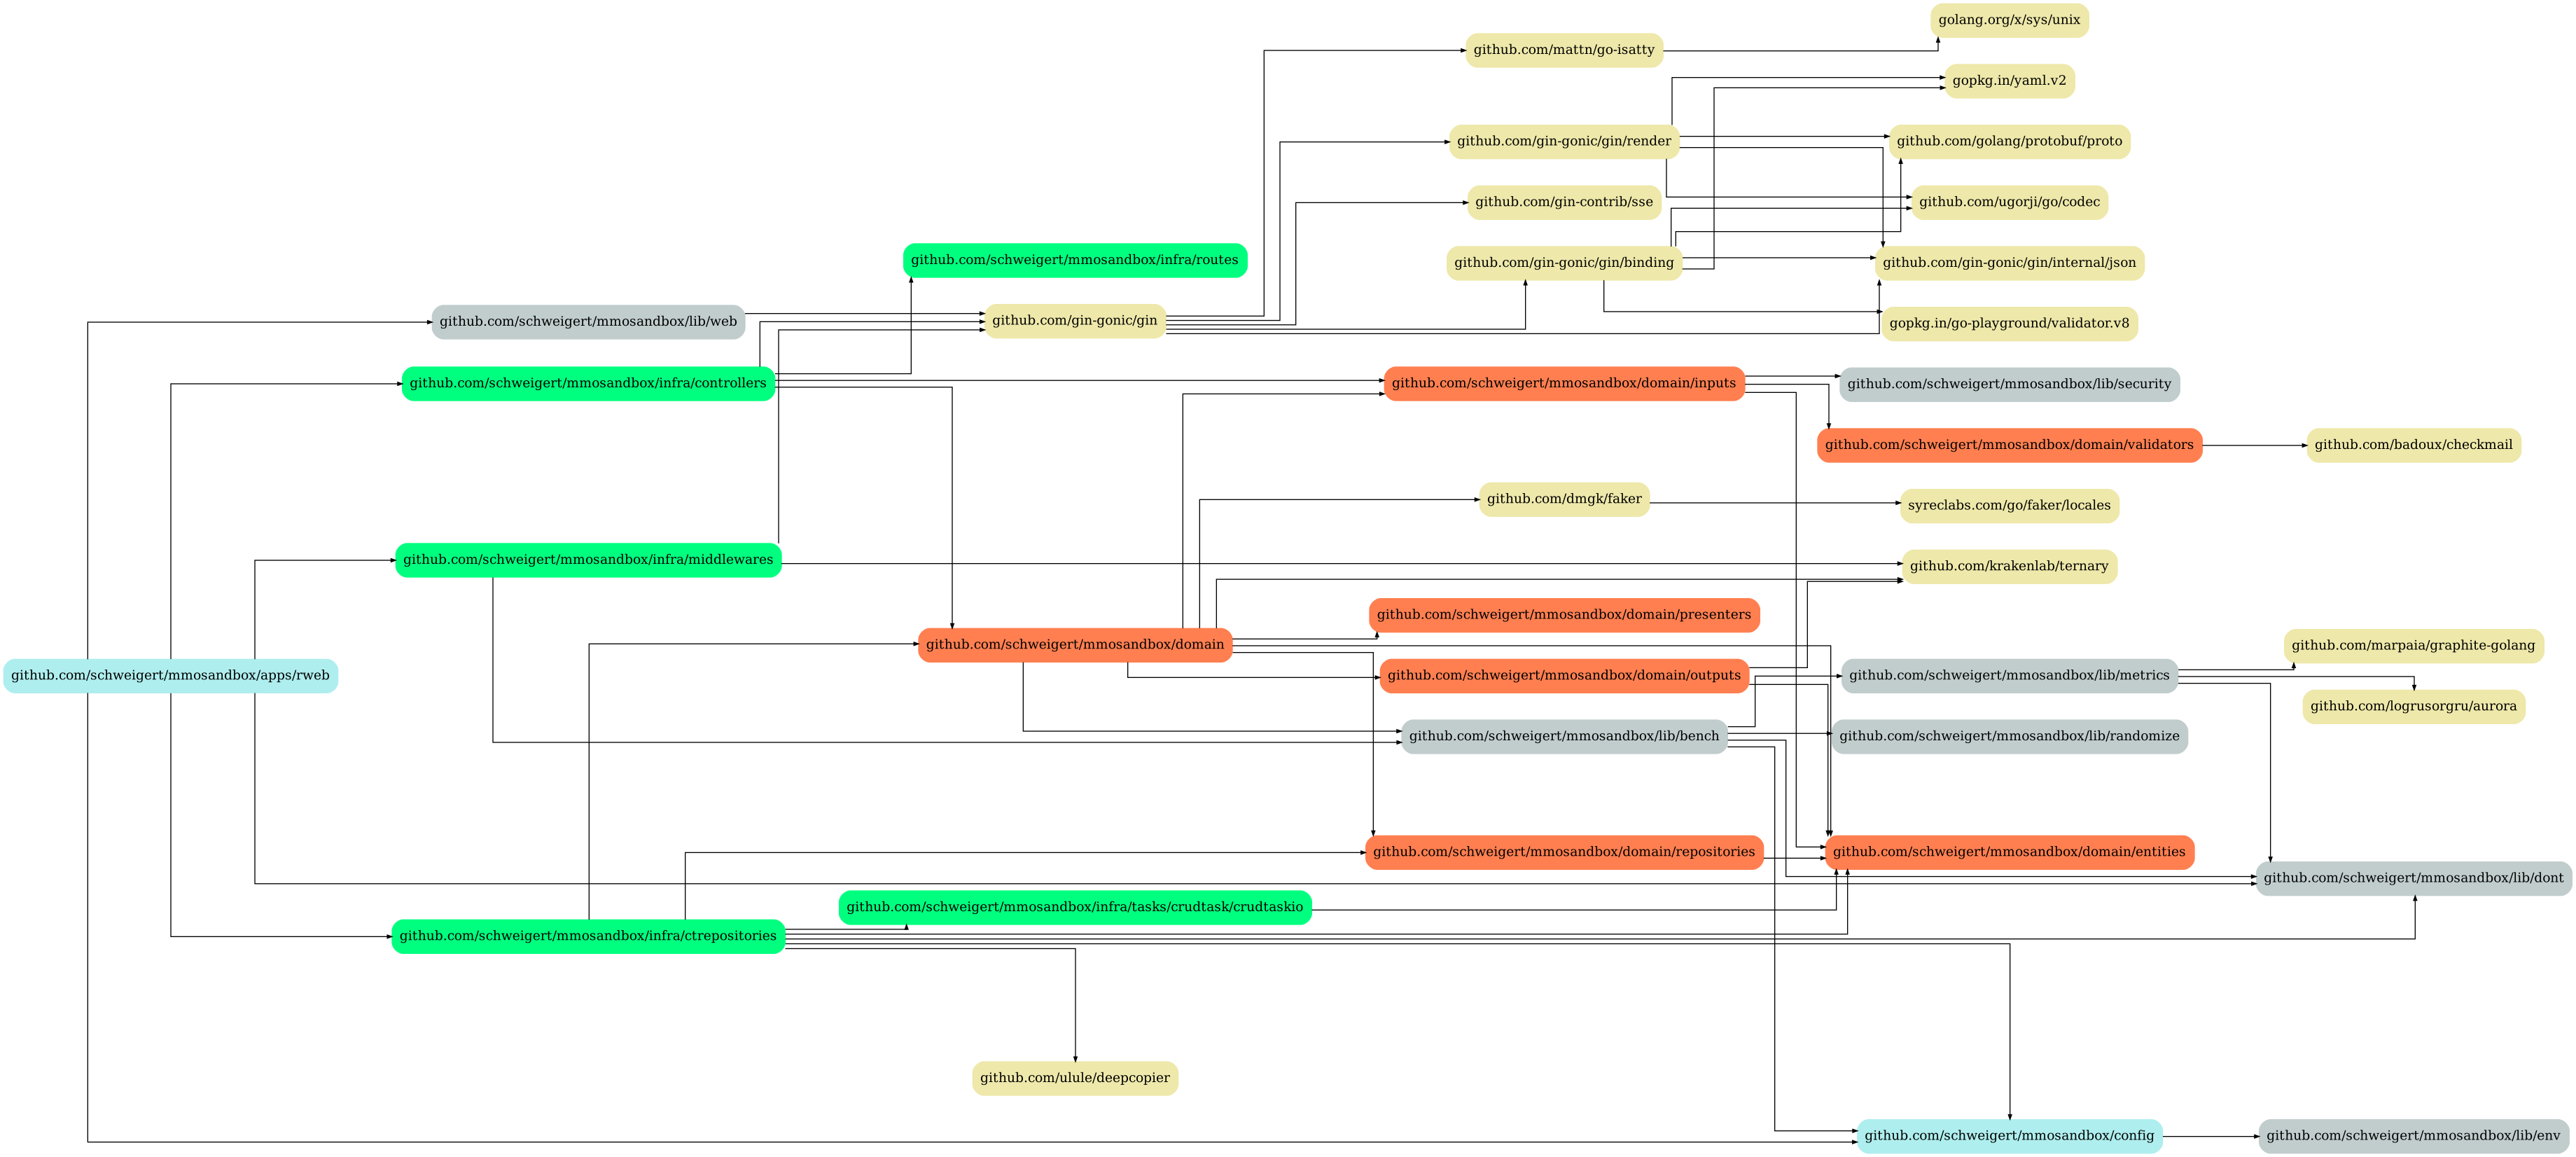 golang.org/x/sys/unix
github.com/mattn/go-isatty
gopkg.in/yaml.v2
github.com/gin-gonic/gin/render
github.com/golang/protobuf/proto
github.com/gin-contrib/sse
github.com/ugorji/go/codec
github.com/schweigert/mmosandbox/infra/routes
github.com/gin-gonic/gin/binding
github.com/gin-gonic/gin/internal/json
github.com/schweigert/mmosandbox/lib/web
github.com/gin-gonic/gin
gopkg.in/go-playground/validator.v8
github.com/schweigert/mmosandbox/infra/controllers
github.com/schweigert/mmosandbox/domain/inputs
github.com/schweigert/mmosandbox/lib/security
github.com/schweigert/mmosandbox/domain/validators
github.com/badoux/checkmail
github.com/dmgk/faker
syreclabs.com/go/faker/locales
github.com/schweigert/mmosandbox/infra/middlewares
github.com/krakenlab/ternary
github.com/schweigert/mmosandbox/domain/presenters
github.com/schweigert/mmosandbox/domain
github.com/marpaia/graphite-golang
github.com/schweigert/mmosandbox/apps/rweb
github.com/schweigert/mmosandbox/domain/outputs
github.com/schweigert/mmosandbox/lib/metrics
github.com/logrusorgru/aurora
github.com/schweigert/mmosandbox/lib/bench
github.com/schweigert/mmosandbox/lib/randomize
github.com/schweigert/mmosandbox/domain/repositories
github.com/schweigert/mmosandbox/domain/entities
github.com/schweigert/mmosandbox/lib/dont
github.com/schweigert/mmosandbox/infra/tasks/crudtask/crudtaskio
github.com/schweigert/mmosandbox/infra/ctrepositories
github.com/ulule/deepcopier
github.com/schweigert/mmosandbox/config
github.com/schweigert/mmosandbox/lib/env